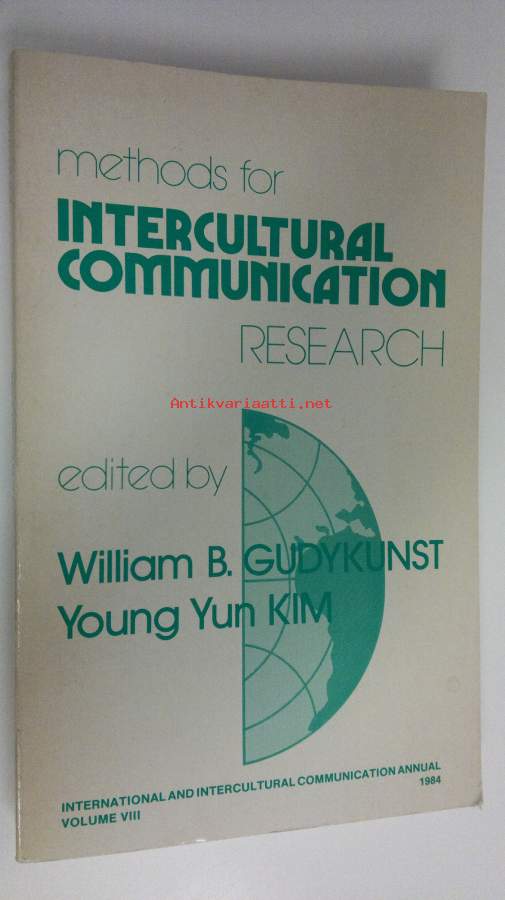 methods for
INTERCULTURAL
COMMUNICATION
RESEARCH
Antikvariaatti.net
edited by
William B. GUDYKUNST
Young Yun KIM
INTERNATIONAL AND INTERCULTURAL COMMUNICATION ANNUAL
VOLUME VIII 1984